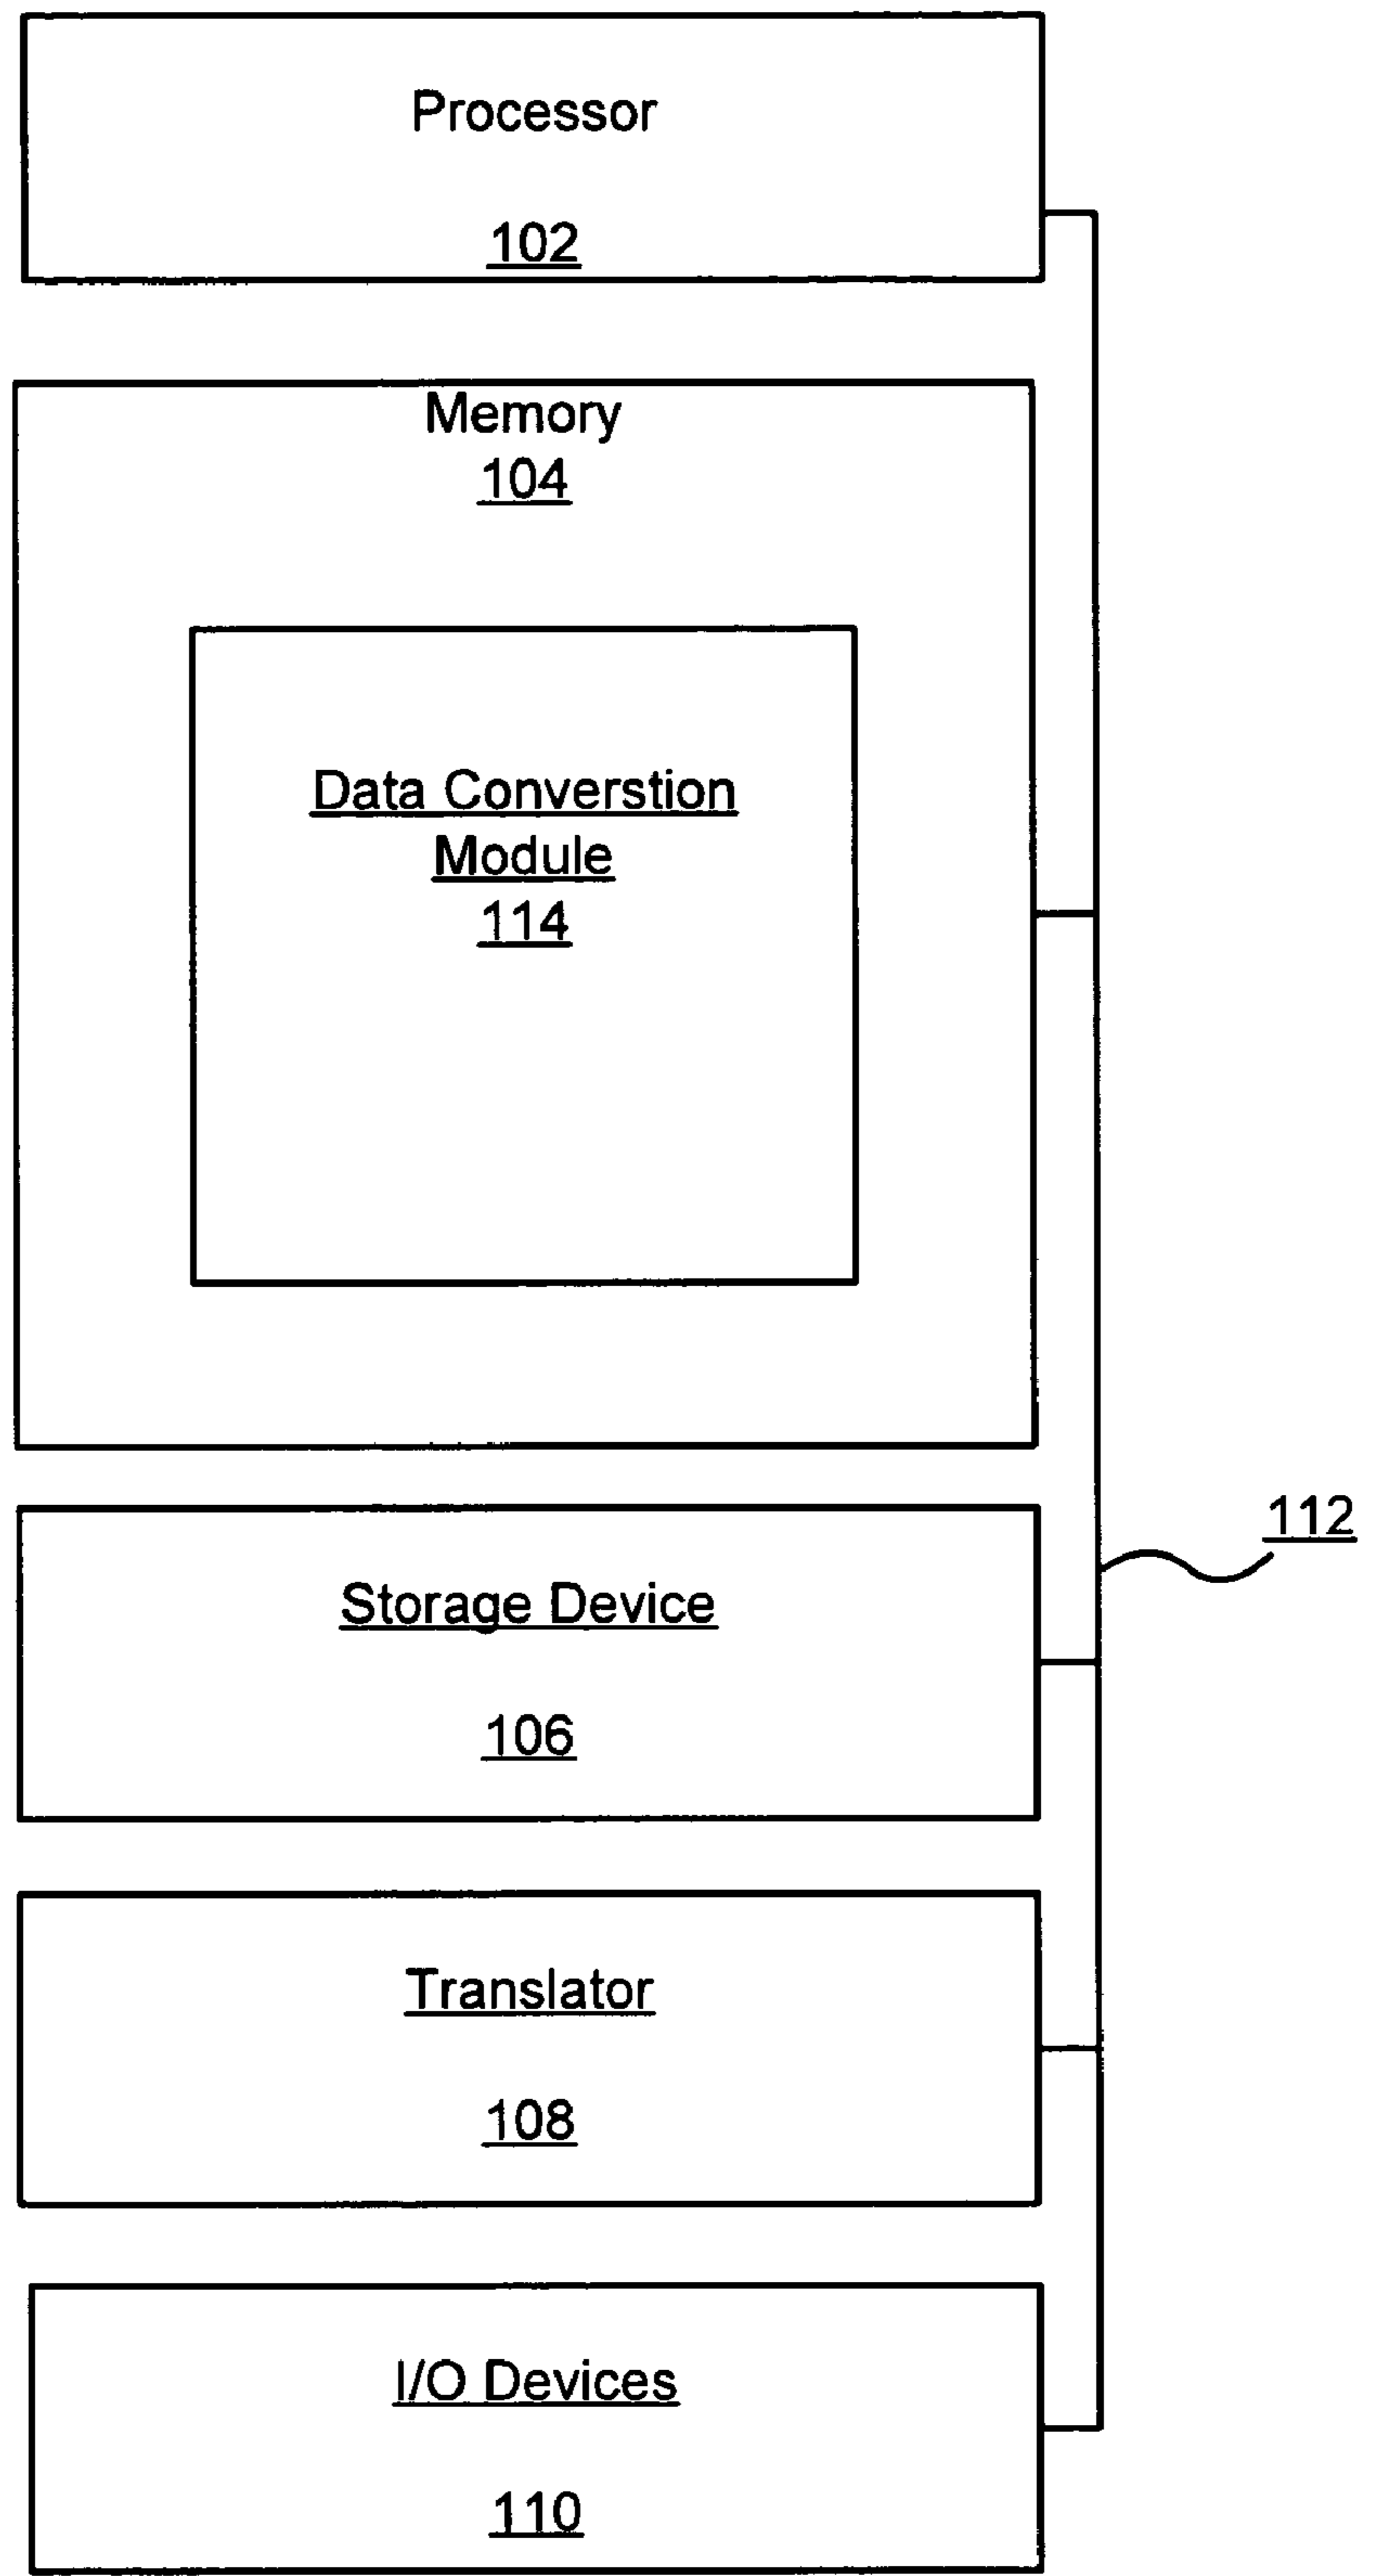 Processor
102
Memory
104
Data Converstion
Module
114
112
Storage Device
106
Translator
108
I/O Devices
110